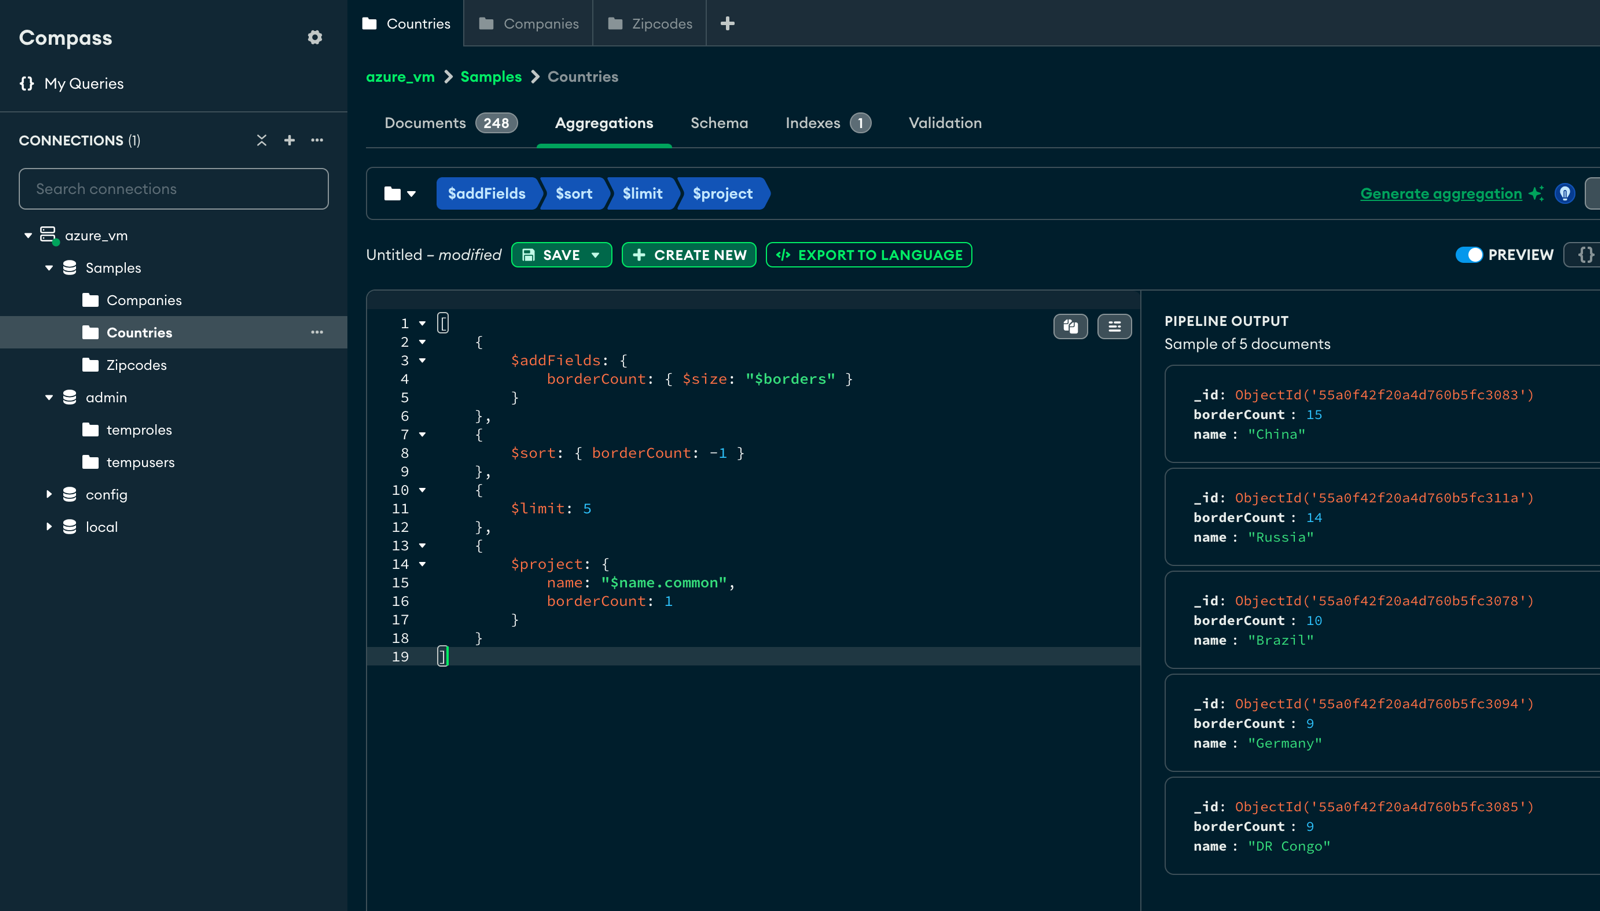 Compass
{} My Queries
CONNECTIONS (1)
Search connections
azure_vm
Samples
Companies
Countries
Zipcodes
admin
temproles
tempusers
config
local
Countries
Companies
Zipcodes
azure_vm > Samples > Countries
Documents 248
Aggregations
Schema
Indexes 1
Validation
$addFields
$sort
$limit
$project
Generate aggregation
Untitled – modified
SAVE
CREATE NEW
EXPORT TO LANGUAGE
PREVIEW
{}
1 [
2 {
3 $addFields: {
4 borderCount: { $size: "$borders" }
5 }
6 },
7 {
8 $sort: { borderCount: -1 }
9 },
10 {
11 $limit: 5
12 },
13 {
14 $project: {
15 name: "$name.common",
16 borderCount: 1
17 }
18 }
19 ]
PIPELINE OUTPUT
Sample of 5 documents
_id: ObjectId('55a0f42f20a4d760b5fc3083')
borderCount : 15
name : "China"
_id: ObjectId('55a0f42f20a4d760b5fc311a')
borderCount : 14
name : "Russia"
_id: ObjectId('55a0f42f20a4d760b5fc3078')
borderCount : 10
name : "Brazil"
_id: ObjectId('55a0f42f20a4d760b5fc3094')
borderCount : 9
name : "Germany"
_id: ObjectId('55a0f42f20a4d760b5fc3085')
borderCount : 9
name : "DR Congo"